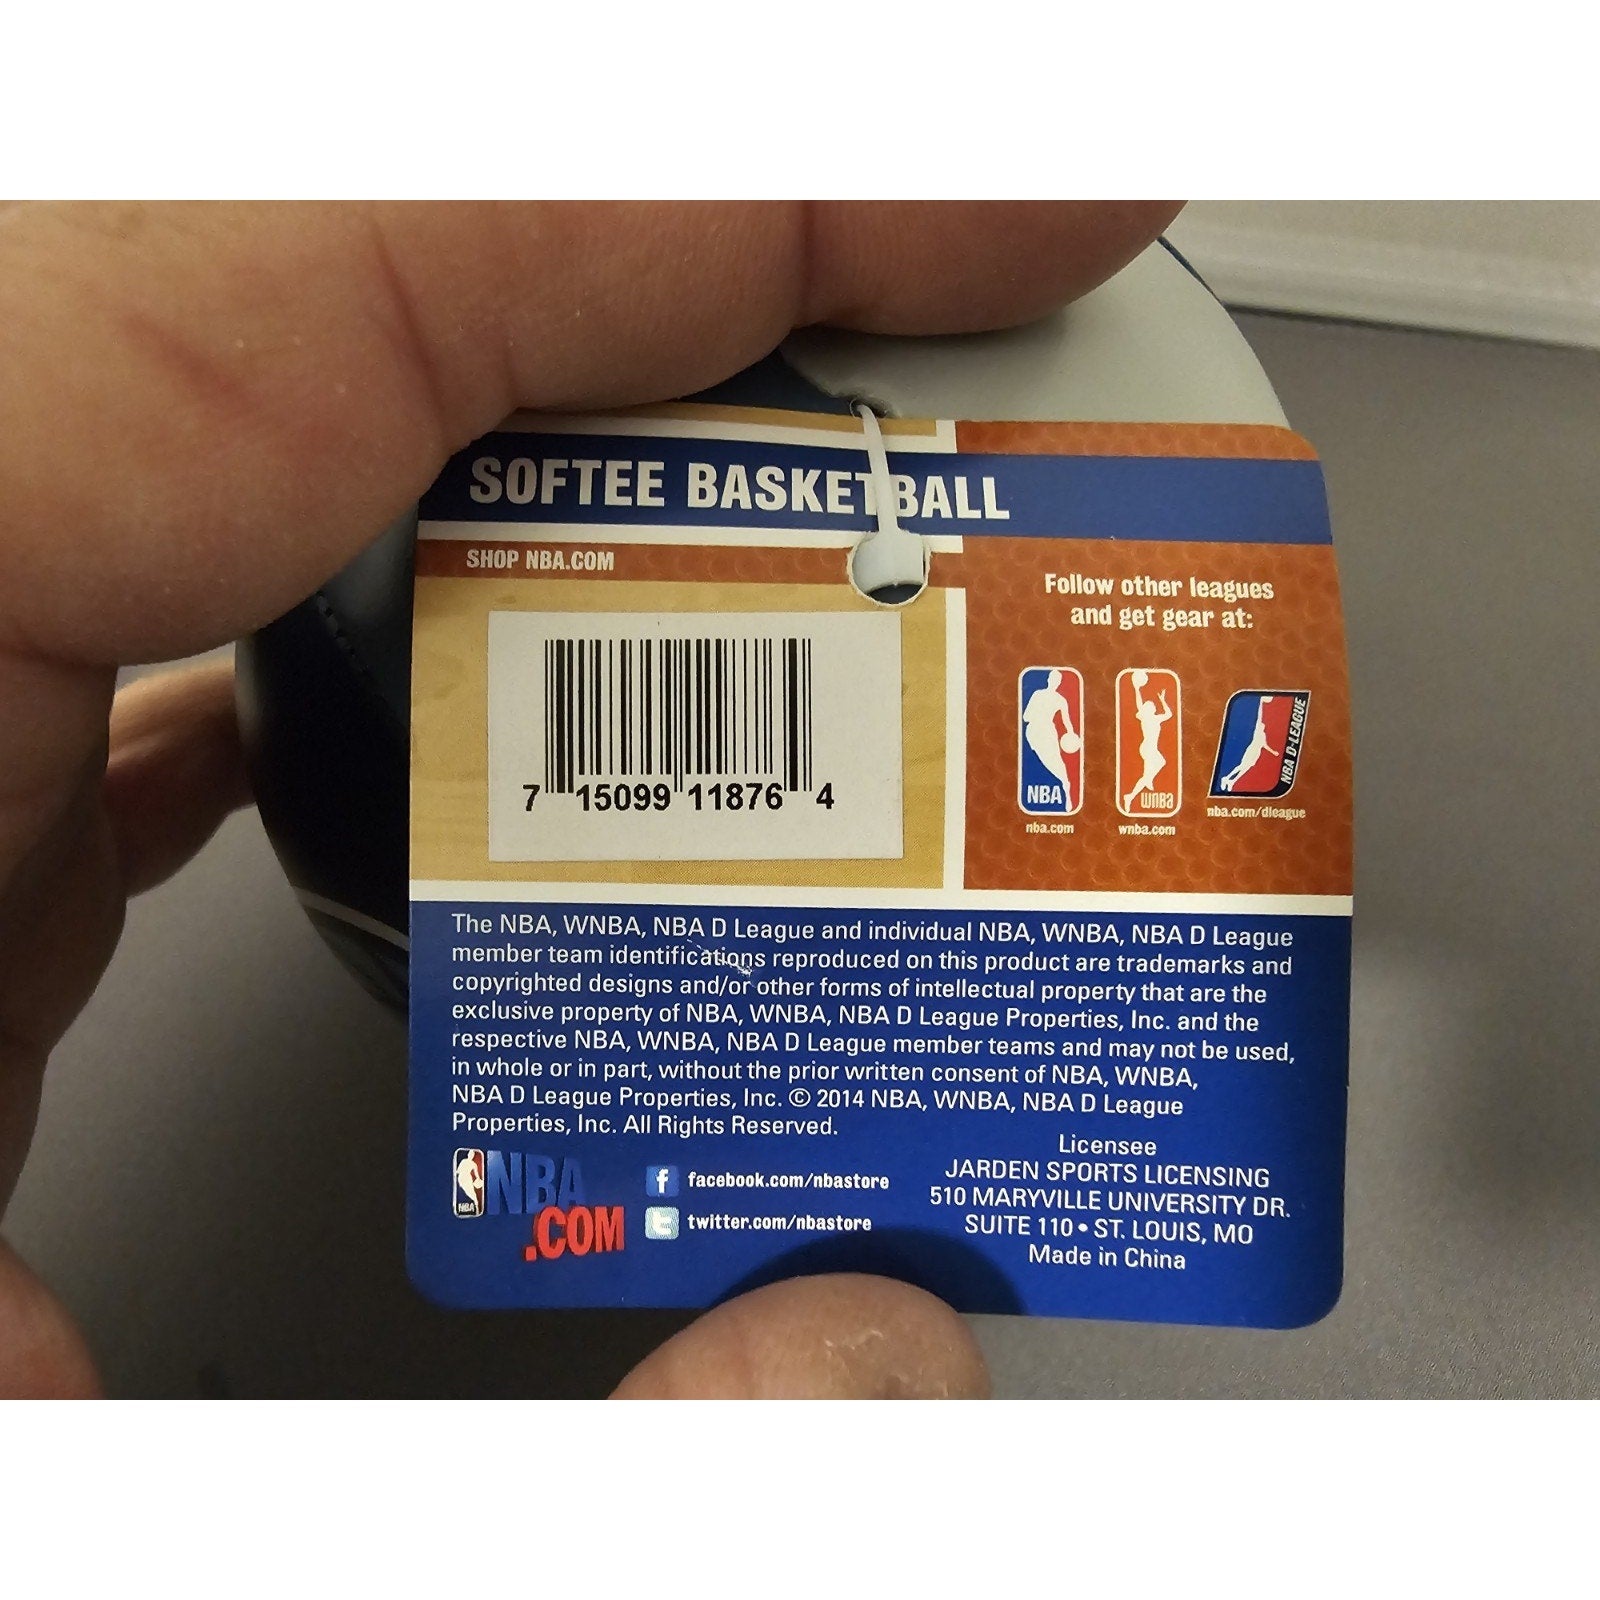 SOFTEE BASKETBALL
SHOP NBA.COM
7 15099 11876 4
Follow other leagues
and get gear at:
NBA
nba.com
WNBA
wnba.com
NBA D-LEAGUE
nba.com/dleague
The NBA, WNBA, NBA D League and individual NBA, WNBA, NBA D League
member team identifications reproduced on this product are trademarks and
copyrighted designs and/or other forms of intellectual property that are the
exclusive property of NBA, WNBA, NBA D League Properties, Inc. and the
respective NBA, WNBA, NBA D League member teams and may not be used,
in whole or in part, without the prior written consent of NBA, WNBA,
NBA D League Properties, Inc. © 2014 NBA, WNBA, NBA D League
Properties, Inc. All Rights Reserved.
NBA
NBA
.COM
facebook.com/nbastore
twitter.com/nbastore
Licensee
JARDEN SPORTS LICENSING
510 MARYVILLE UNIVERSITY DR.
SUITE 110 • ST. LOUIS, MO
Made in China